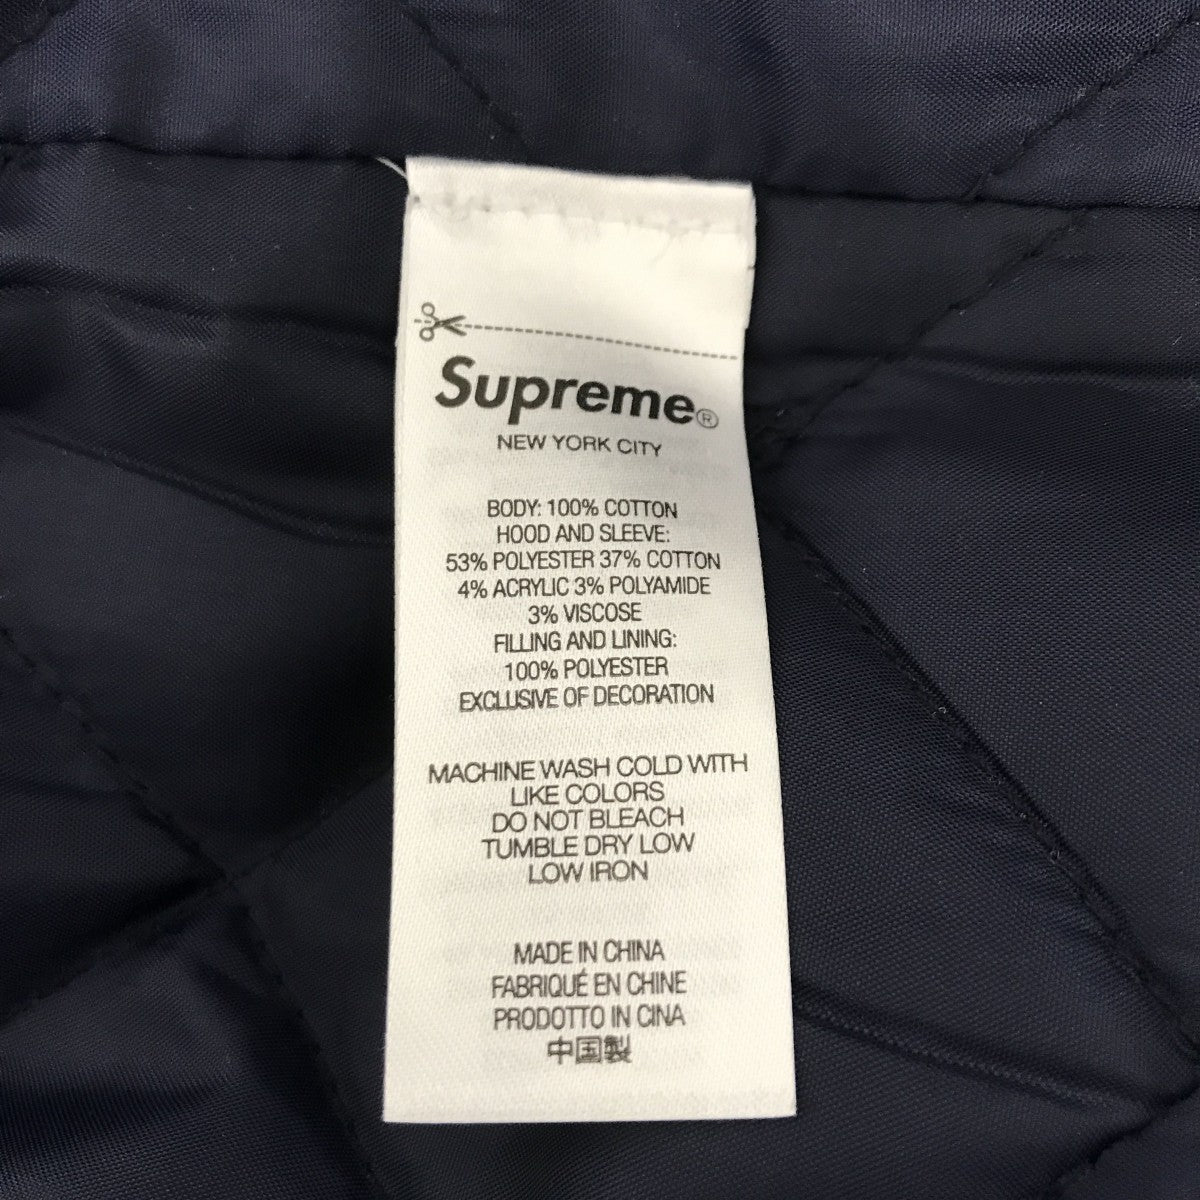 Supreme®
NEW YORK CITY
BODY: 100% COTTON
HOOD AND SLEEVE:
53% POLYESTER 37% COTTON
4% ACRYLIC 3% POLYAMIDE
3% VISCOSE
FILLING AND LINING:
100% POLYESTER
EXCLUSIVE OF DECORATION
MACHINE WASH COLD WITH
LIKE COLORS
DO NOT BLEACH
TUMBLE DRY LOW
LOW IRON
MADE IN CHINA
FABRIQUÉ EN CHINE
PRODOTTO IN CINA
中国製